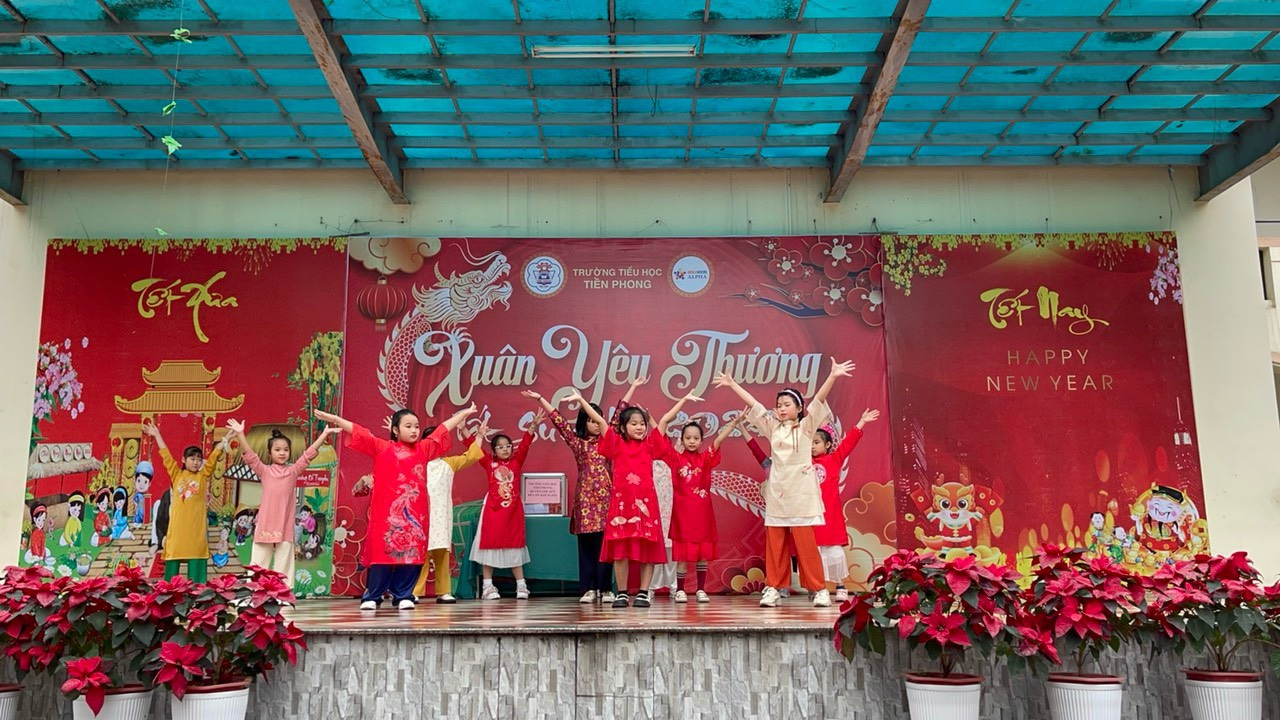 Tết Xưa
TRƯỜNG TIỂU HỌC
TIỀN PHONG
ALPHA
Xuân Yêu Thương
Tết Nay
HAPPY
NEW YEAR